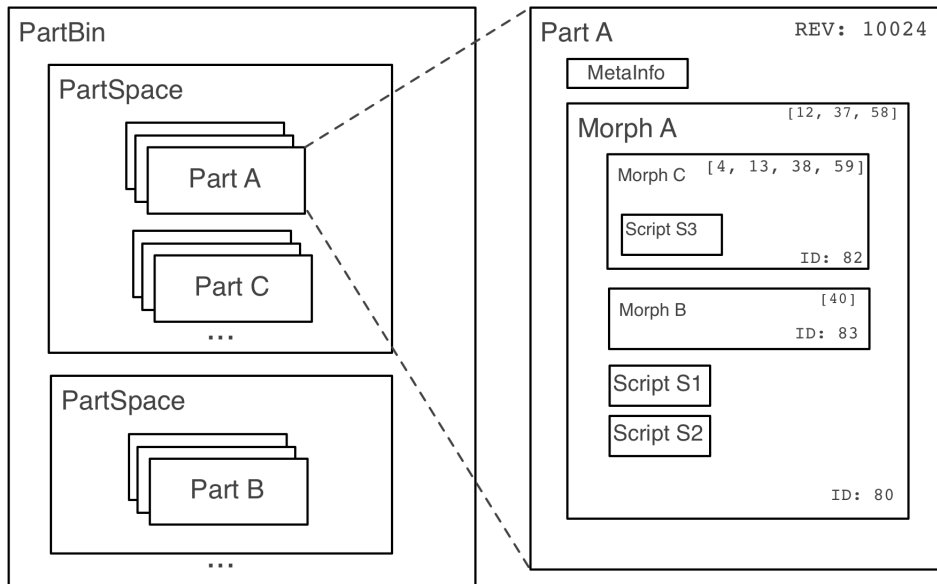 PartBin
PartSpace
Part A
Part C
...
PartSpace
Part B
...
Part A
REV: 10024
MetaInfo
Morph A
[12, 37, 58]
Morph C
[4, 13, 38, 59]
Script S3
ID: 82
Morph B
[40]
ID: 83
Script S1
Script S2
ID: 80